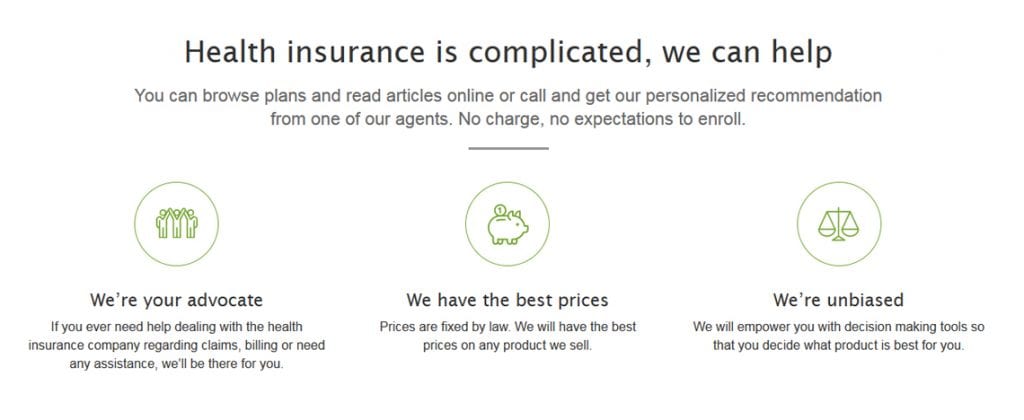 Health insurance is complicated, we can help
You can browse plans and read articles online or call and get our personalized recommendation
from one of our agents. No charge, no expectations to enroll.
1
We're your advocate
If you ever need help dealing with the health
insurance company regarding claims, billing or need
any assistance, we'll be there for you.
We have the best prices
Prices are fixed by law. We will have the best
prices on any product we sell.
We're unbiased
We will empower you with decision making tools so
that you decide what product is best for you.